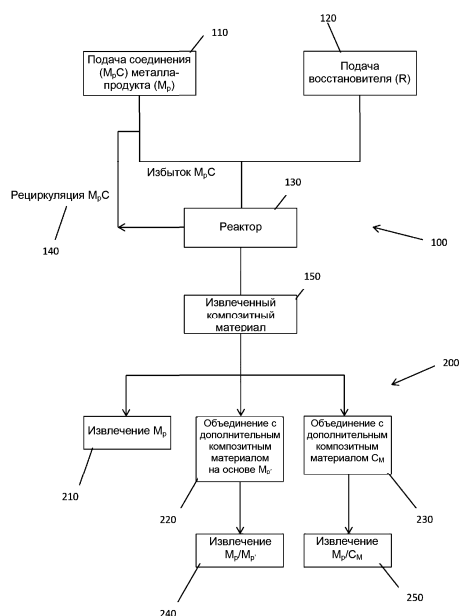 110
120
Подача соединения
(MpC) металла-
продукта (Mp)
Подача
восстановителя (R)
Избыток MpC
130
Рециркуляция MpC
140
Реактор
100
150
Извлеченный
композитный
материал
200
Извлечение Mp
Объединение с
дополнительным
композитным
материалом
на основе Mp'
Объединение с
дополнительным
композитным
материалом CM
210
220
230
Извлечение
Mp/Mp'
Извлечение
Mp/CM
240
250